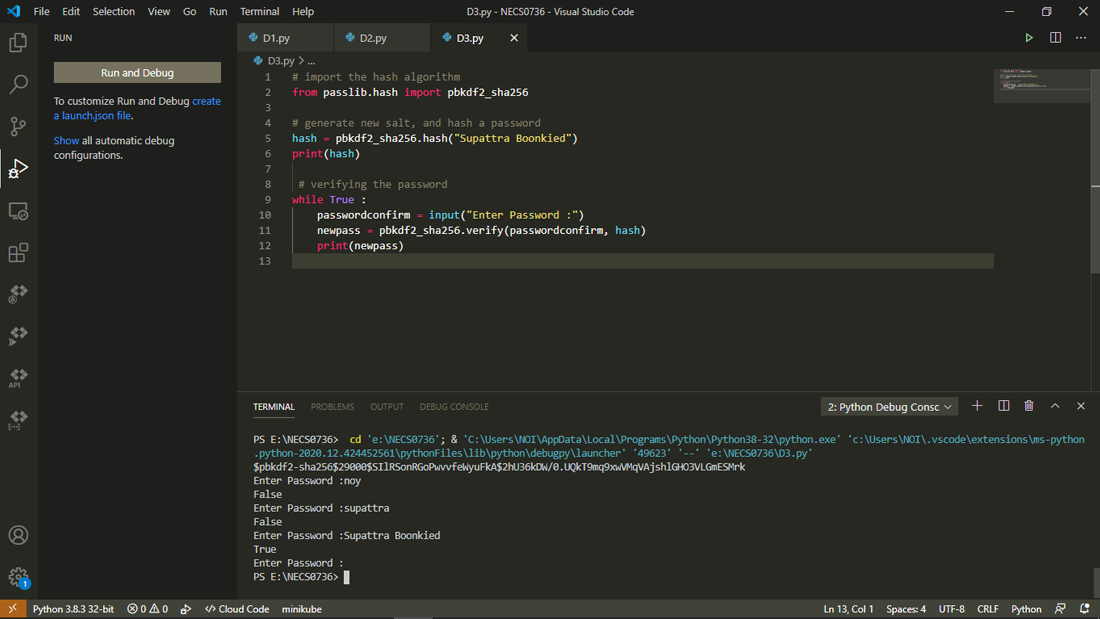 File Edit Selection View Go Run Terminal Help D3.py - NECS0736 - Visual Studio Code
RUN
D1.py D2.py D3.py
Run and Debug
To customize Run and Debug create
a launch.json file.
Show all automatic debug
configurations.
D3.py > ...
1 # import the hash algorithm
2 from passlib.hash import pbkdf2_sha256
3
4 # generate new salt, and hash a password
5 hash = pbkdf2_sha256.hash("Supattra Boonkied")
6 print(hash)
7
8 # verifying the password
9 while True :
10 passwordconfirm = input("Enter Password :")
11 newpass = pbkdf2_sha256.verify(passwordconfirm, hash)
12 print(newpass)
13
API
TERMINAL PROBLEMS OUTPUT DEBUG CONSOLE 2: Python Debug Consc
PS E:\NECS0736> cd 'e:\NECS0736'; & 'C:\Users\NOI\AppData\Local\Programs\Python\Python38-32\python.exe' 'c:\Users\NOI\.vscode\extensions\ms-python
.python-2020.12.424452561\pythonFiles\lib\python\debugpy\launcher' '49623' '--' 'e:\NECS0736\D3.py'
$pbkdf2-sha256$29000$SIlRSonRGoPwvvfeWyuFkA$2hU36kDW/0.UQkT9mq9xwVMqVAjshlGHO3VLGmESMrk
Enter Password :noy
False
Enter Password :supattra
False
Enter Password :Supattra Boonkied
True
Enter Password :
PS E:\NECS0736>
1
Python 3.8.3 32-bit 0 0 Cloud Code minikube Ln 13, Col 1 Spaces: 4 UTF-8 CRLF Python